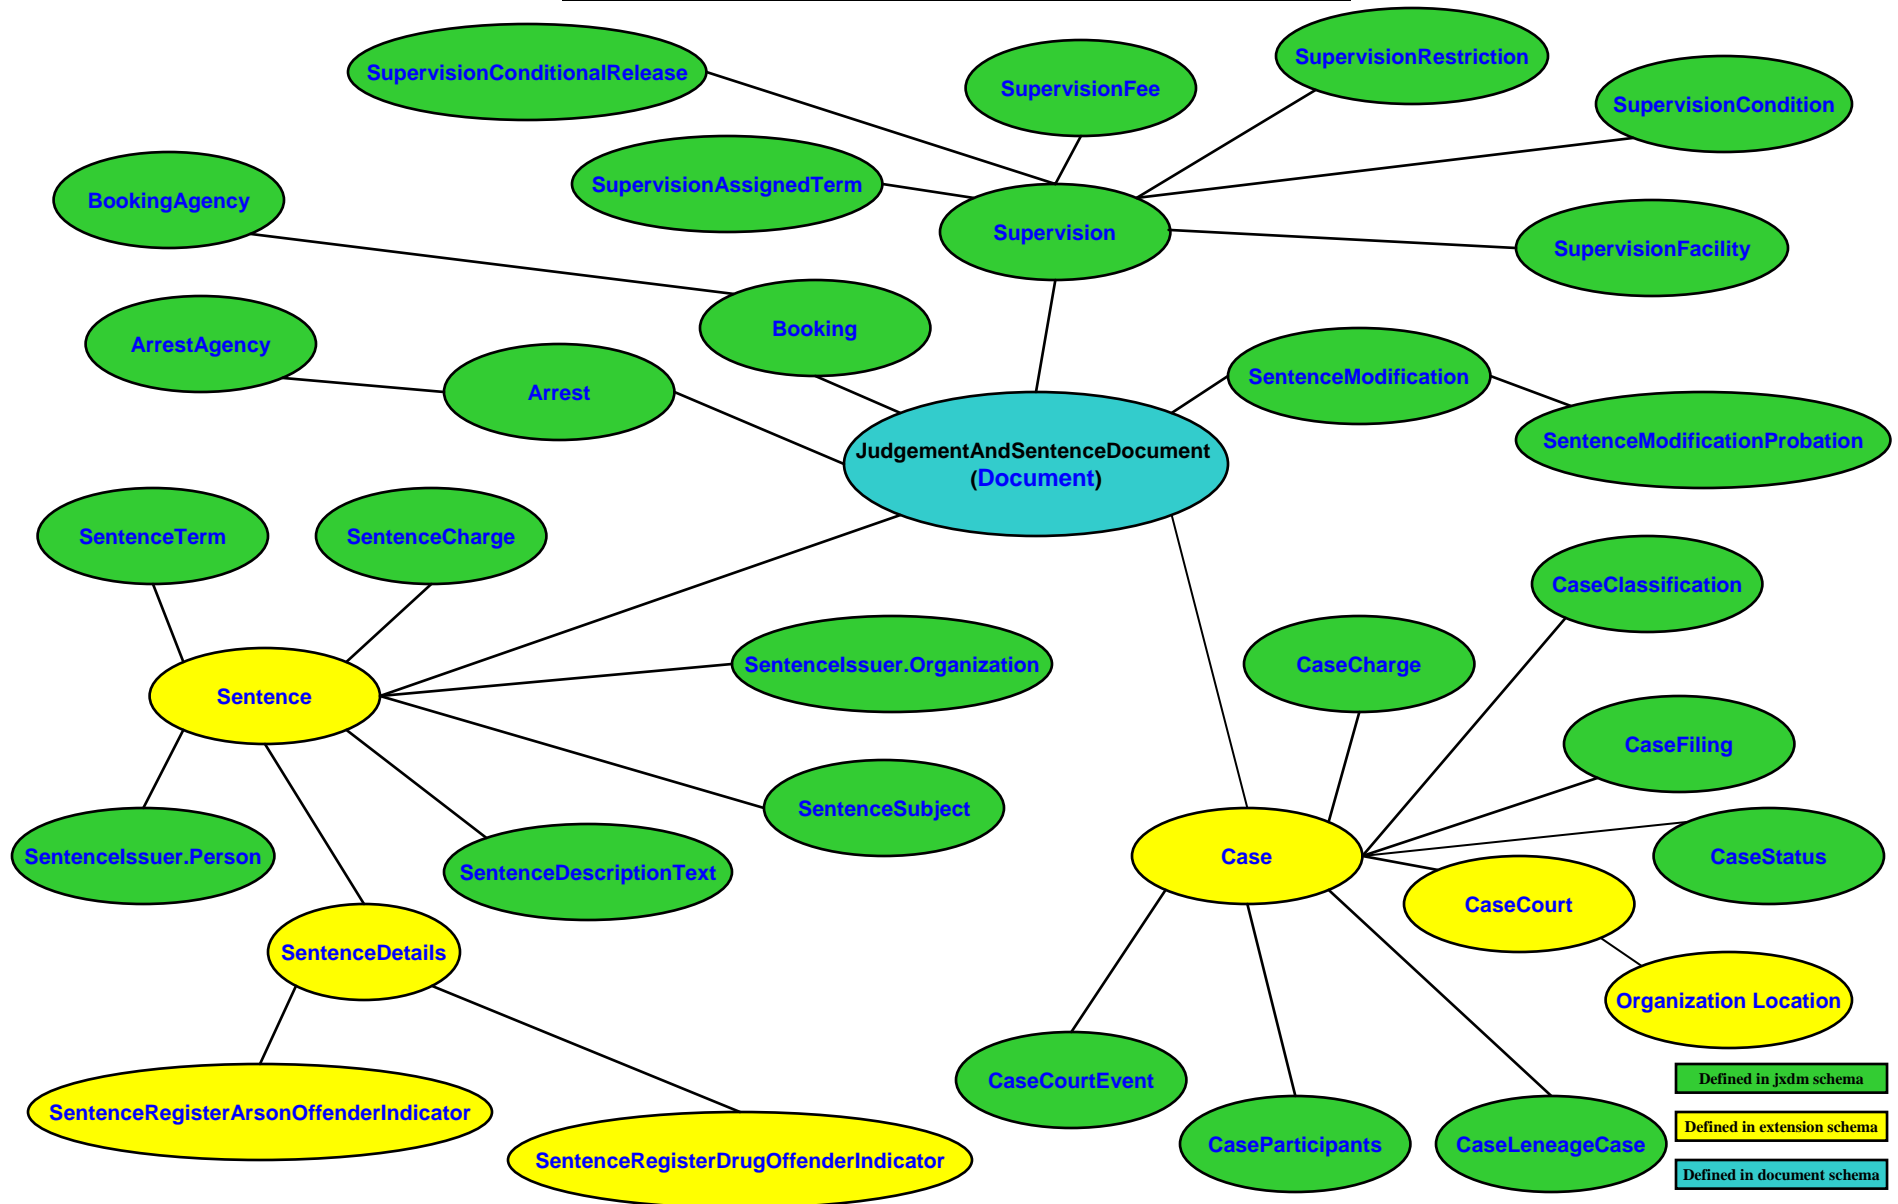 SupervisionConditionalRelease
SupervisionFee
SupervisionRestriction
SupervisionCondition
BookingAgency
SupervisionAssignedTerm
Supervision
SupervisionFacility
ArrestAgency
Booking
Arrest
SentenceModification
SentenceModificationProbation
JudgementAndSentenceDocument
(Document)
SentenceTerm
SentenceCharge
CaseClassification
Sentence
SentenceIssuer.Organization
CaseCharge
CaseFiling
SentenceSubject
SentenceIssuer.Person
SentenceDescriptionText
Case
CaseStatus
CaseCourt
SentenceDetails
Organization Location
CaseCourtEvent
SentenceRegisterArsonOffenderIndicator
SentenceRegisterDrugOffenderIndicator
CaseParticipants
CaseLeneageCase
Defined in jxdm schema
Defined in extension schema
Defined in document schema